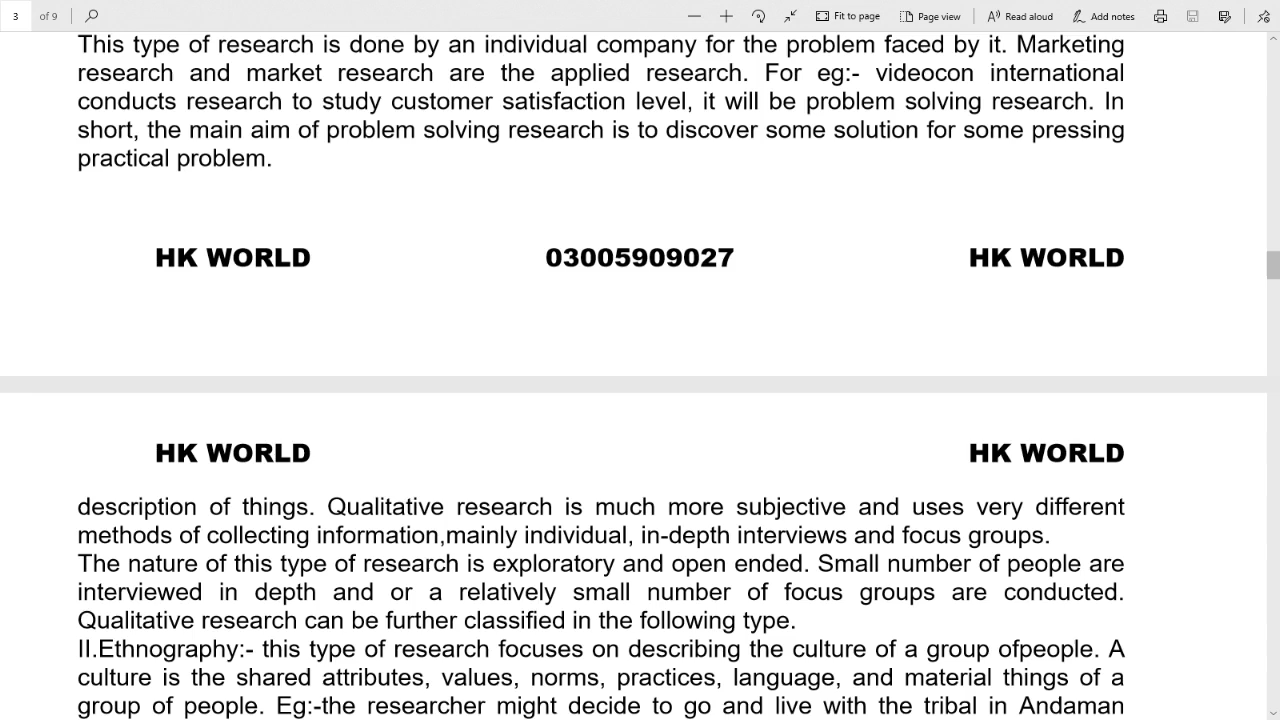 3 of 9 Fit to page Page view Read aloud Add notes
This type of research is done by an individual company for the problem faced by it. Marketing
research and market research are the applied research. For eg:- videocon international
conducts research to study customer satisfaction level, it will be problem solving research. In
short, the main aim of problem solving research is to discover some solution for some pressing
practical problem.
HK WORLD 03005909027 HK WORLD
HK WORLD HK WORLD
description of things. Qualitative research is much more subjective and uses very different
methods of collecting information,mainly individual, in-depth interviews and focus groups.
The nature of this type of research is exploratory and open ended. Small number of people are
interviewed in depth and or a relatively small number of focus groups are conducted.
Qualitative research can be further classified in the following type.
II.Ethnography:- this type of research focuses on describing the culture of a group ofpeople. A
culture is the shared attributes, values, norms, practices, language, and material things of a
group of people. Eg:-the researcher might decide to go and live with the tribal in Andaman